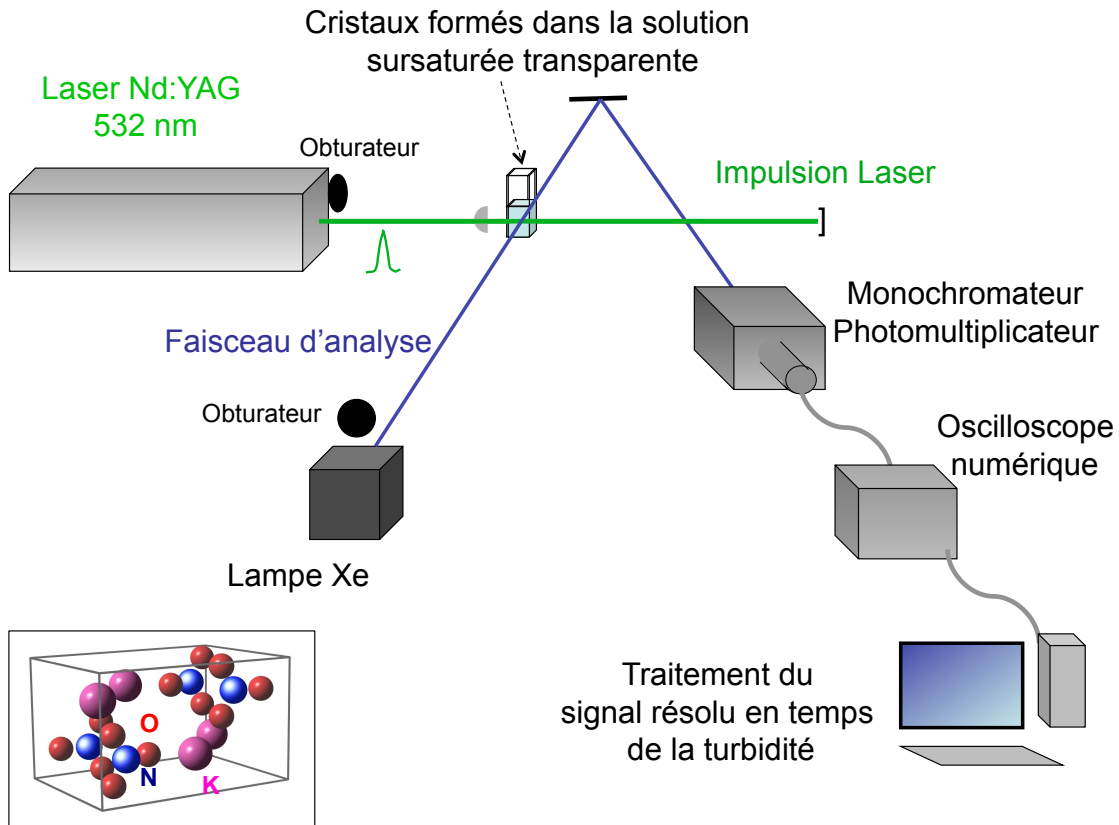 Cristaux formés dans la solution
sursaturée transparente
Laser Nd:YAG
532 nm
Obturateur
Impulsion Laser
Monochromateur
Photomultiplicateur
Faisceau d'analyse
Obturateur
Oscilloscope
numérique
Lampe Xe
Traitement du
signal résolu en temps
de la turbidité
O
N
K